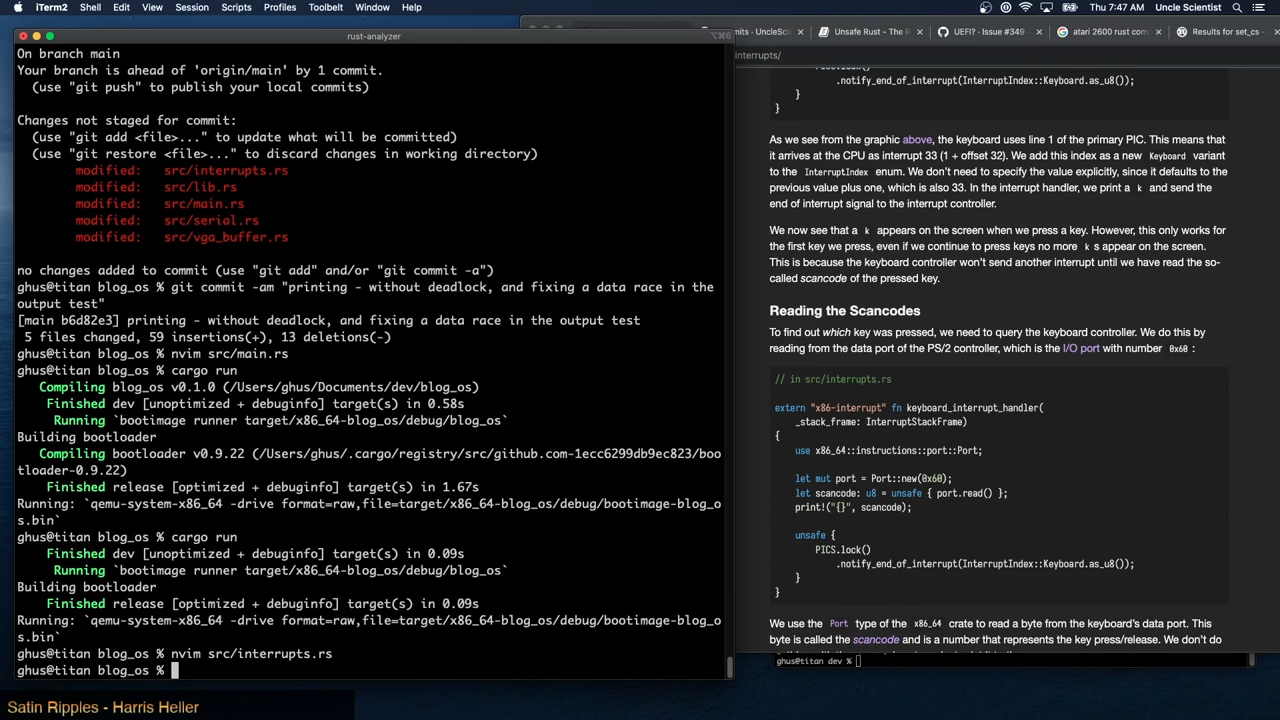 iTerm2 Shell Edit View Session Scripts Profiles Toolbelt Window Help Thu 7:47 AM Uncle Scientist
rust-analyzer ⌥⌘6
On branch main
Your branch is ahead of 'origin/main' by 1 commit.
(use "git push" to publish your local commits)
Changes not staged for commit:
(use "git add <file>..." to update what will be committed)
(use "git restore <file>..." to discard changes in working directory)
modified: src/interrupts.rs
modified: src/lib.rs
modified: src/main.rs
modified: src/serial.rs
modified: src/vga_buffer.rs
no changes added to commit (use "git add" and/or "git commit -a")
ghus@titan blog_os % git commit -am "printing - without deadlock, and fixing a data race in the
output test"
[main b6d82e3] printing - without deadlock, and fixing a data race in the output test
5 files changed, 59 insertions(+), 13 deletions(-)
ghus@titan blog_os % nvim src/main.rs
ghus@titan blog_os % cargo run
Compiling blog_os v0.1.0 (/Users/ghus/Documents/dev/blog_os)
Finished dev [unoptimized + debuginfo] target(s) in 0.58s
Running `bootimage runner target/x86_64-blog_os/debug/blog_os`
Building bootloader
Compiling bootloader v0.9.22 (/Users/ghus/.cargo/registry/src/github.com-1ecc6299db9ec823/boo
tloader-0.9.22)
Finished release [optimized + debuginfo] target(s) in 1.67s
Running: `qemu-system-x86_64 -drive format=raw,file=target/x86_64-blog_os/debug/bootimage-blog_o
s.bin`
ghus@titan blog_os % cargo run
Finished dev [unoptimized + debuginfo] target(s) in 0.09s
Running `bootimage runner target/x86_64-blog_os/debug/blog_os`
Building bootloader
Finished release [optimized + debuginfo] target(s) in 0.09s
Running: `qemu-system-x86_64 -drive format=raw,file=target/x86_64-blog_os/debug/bootimage-blog_o
s.bin`
ghus@titan blog_os % nvim src/interrupts.rs
ghus@titan blog_os %
mits · UncleSci × Unsafe Rust - The R × UEFI? · Issue #349 × atari 2600 rust com × Results for set_cs
interrupts/
.notify_end_of_interrupt(InterruptIndex::Keyboard.as_u8());
}
}
As we see from the graphic above, the keyboard uses line 1 of the primary PIC. This means that
it arrives at the CPU as interrupt 33 (1 + offset 32). We add this index as a new Keyboard variant
to the InterruptIndex enum. We don't need to specify the value explicitly, since it defaults to the
previous value plus one, which is also 33. In the interrupt handler, we print a k and send the
end of interrupt signal to the interrupt controller.
We now see that a k appears on the screen when we press a key. However, this only works for
the first key we press, even if we continue to press keys no more k s appear on the screen.
This is because the keyboard controller won't send another interrupt until we have read the so-
called scancode of the pressed key.
Reading the Scancodes
To find out which key was pressed, we need to query the keyboard controller. We do this by
reading from the data port of the PS/2 controller, which is the I/O port with number 0x60 :
// in src/interrupts.rs
extern "x86-interrupt" fn keyboard_interrupt_handler(
_stack_frame: InterruptStackFrame)
{
use x86_64::instructions::port::Port;
let mut port = Port::new(0x60);
let scancode: u8 = unsafe { port.read() };
print!("{}", scancode);
unsafe {
PICS.lock()
.notify_end_of_interrupt(InterruptIndex::Keyboard.as_u8());
}
}
We use the Port type of the x86_64 crate to read a byte from the keyboard's data port. This
byte is called the scancode and is a number that represents the key press/release. We don't do
ghus@titan dev %
Satin Ripples - Harris Heller